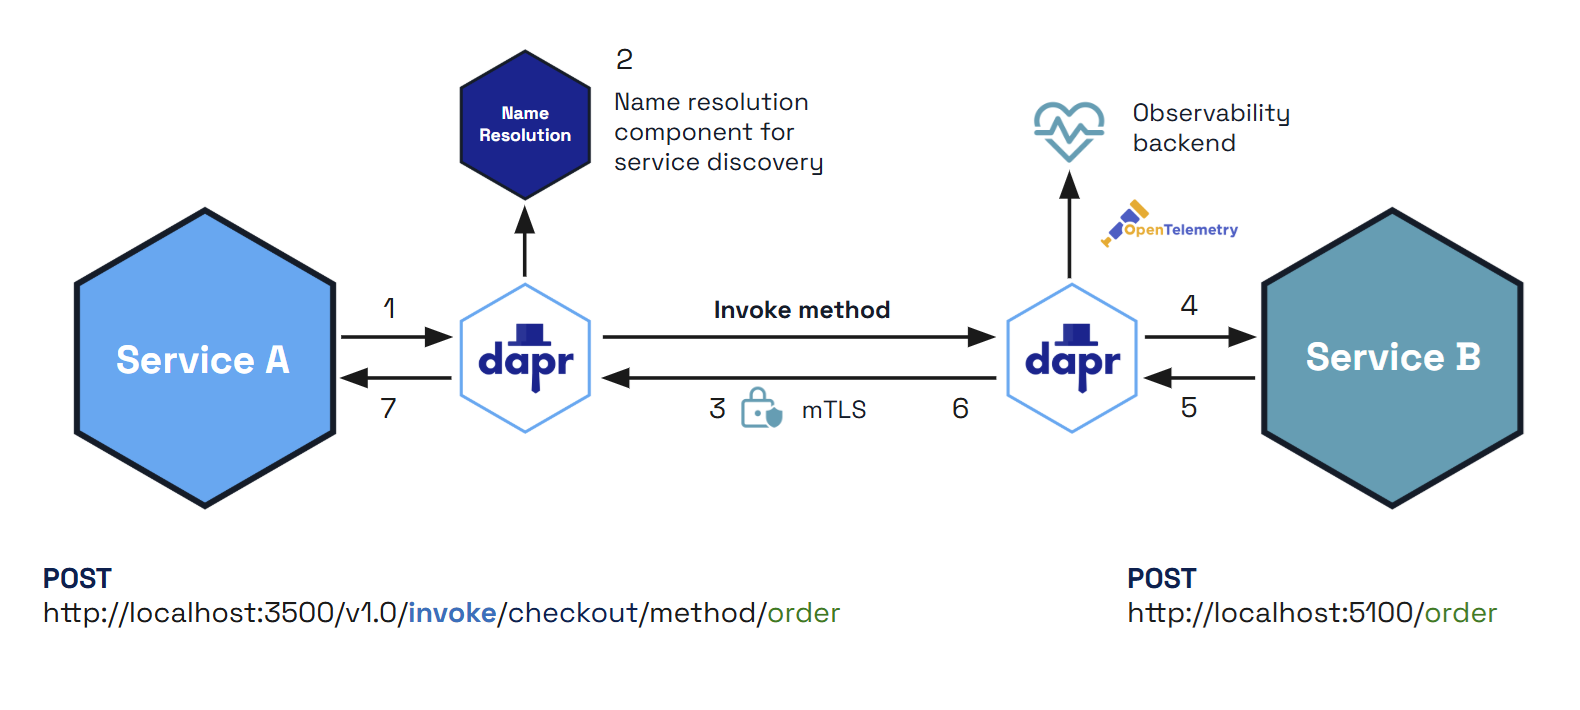 2
Name resolution
component for
service discovery
Name
Resolution
Observability
backend
OpenTelemetry
1
Invoke method
4
Service A
dapr
dapr
Service B
7
3
mTLS
6
5
POST
http://localhost:3500/v1.0/invoke/checkout/method/order
POST
http://localhost:5100/order